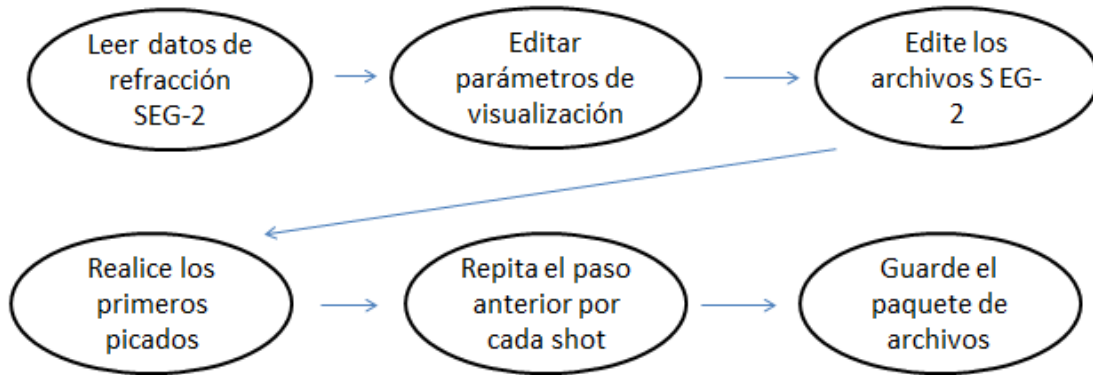 Leer datos de
refracción
SEG-2
Editar
parámetros de
visualización
Edite los
archivos S EG-
2
Realice los
primeros
picados
Repita el paso
anterior por
cada shot
Guarde el
paquete de
archivos